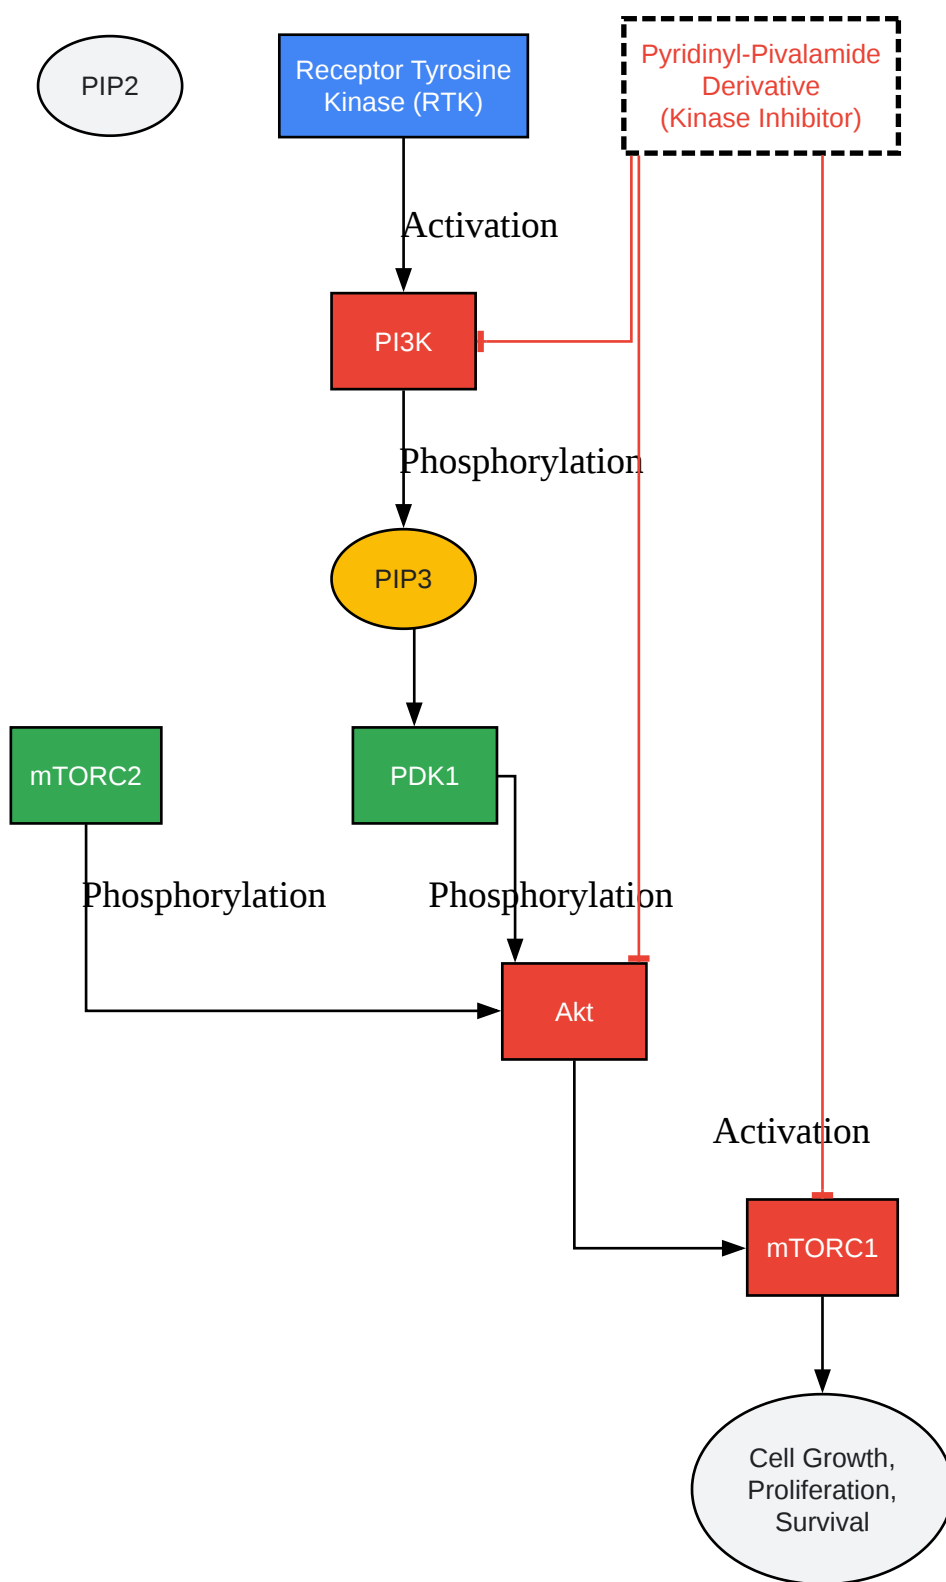 PIP2
Receptor Tyrosine
Kinase (RTK)
Pyridinyl-Pivalamide
Derivative
(Kinase Inhibitor)
Activation
PI3K
Phosphorylation
PIP3
mTORC2
PDK1
Phosphorylation
Phosphorylation
Akt
Activation
mTORC1
Cell Growth,
Proliferation,
Survival